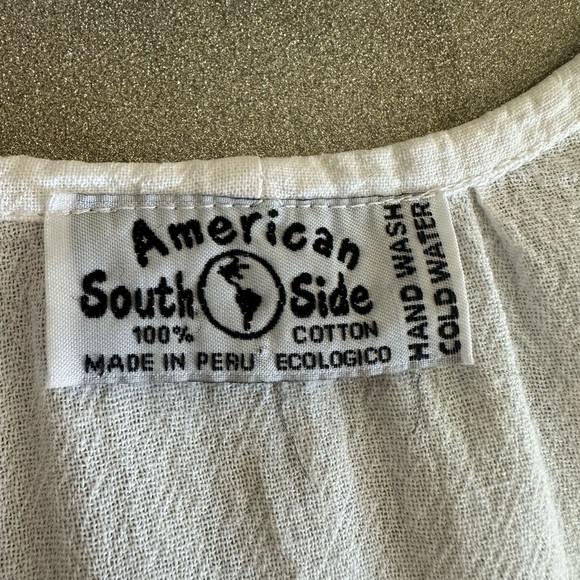 American
South Side
100% COTTON
MADE IN PERU ECOLOGICO
HAND WASH
COLD WATER